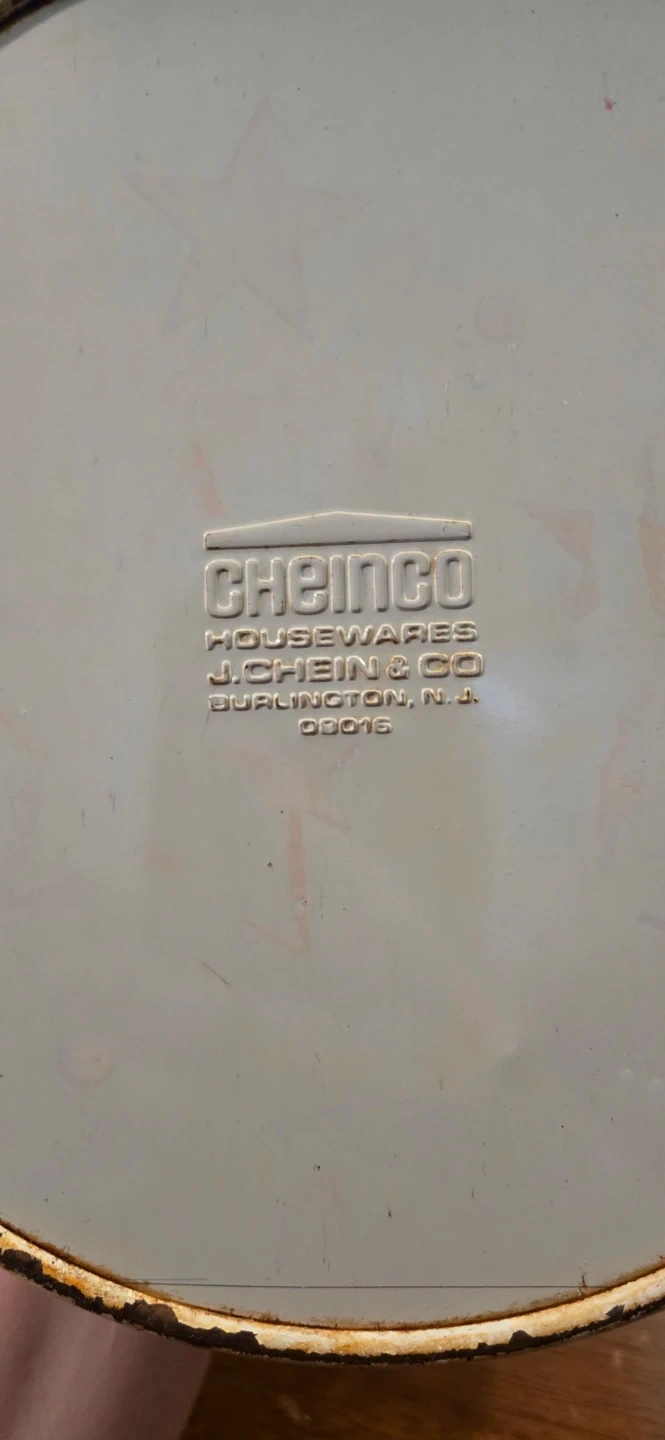 CHEINCO
HOUSEWARES
J.CHEIN & CO
BURLINGTON, N.J.
08016